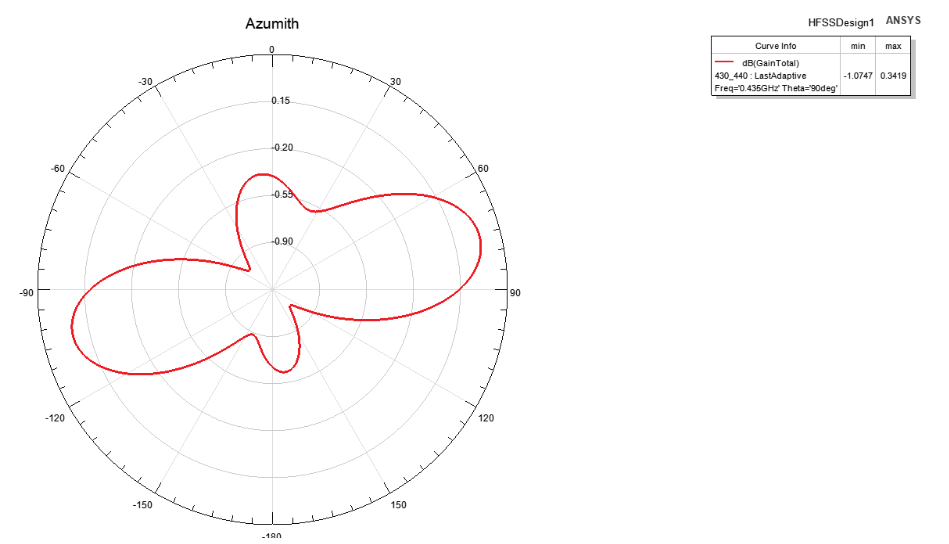 Azumith
HFSSDesign1 ANSYS
Curve Info min max
dB(GainTotal)
430_440 : LastAdaptive -1.0747 0.3419
Freq='0.435GHz' Theta='90deg'
0
-30 30
0.15
-0.20
-60 60
-0.55
-0.90
-90 90
-120 120
-150 150
-180